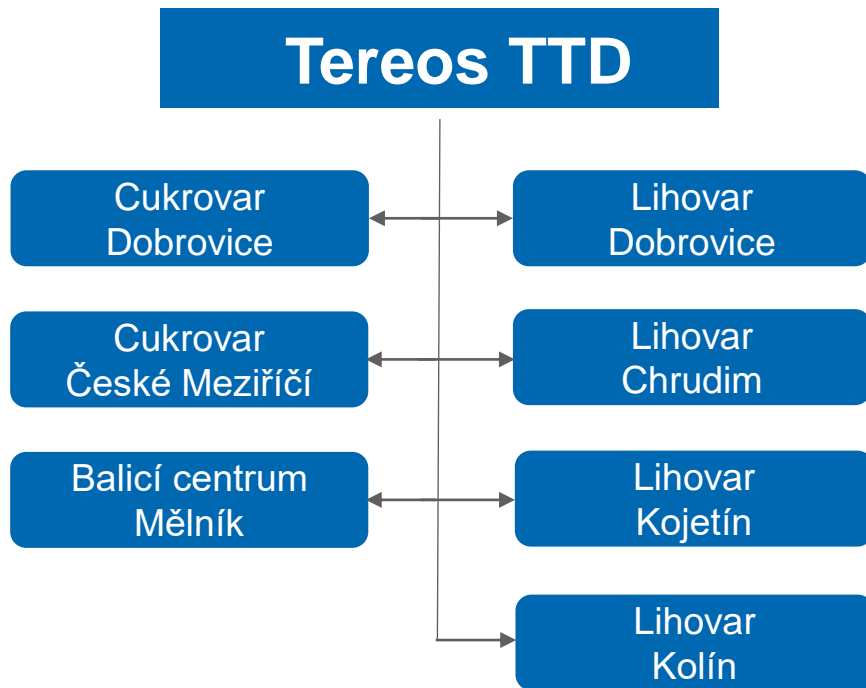 Tereos TTD
Cukrovar
Dobrovice
Lihovar
Dobrovice
Cukrovar
České Meziříčí
Lihovar
Chrudim
Balicí centrum
Mělník
Lihovar
Kojetín
Lihovar
Kolín